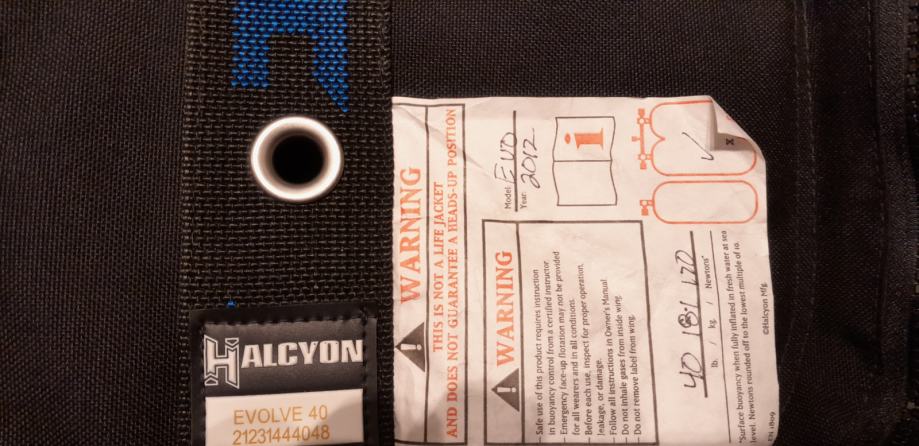 HALCYON
EVOLVE 40
21231444048
WARNING
THIS IS NOT A LIFE JACKET
AND DOES NOT GUARANTEE A HEADS-UP POSITION
Model: EVO
Year: 2012
i
WARNING
- Safe use of this product requires instruction
in buoyancy control from a certified instructor.
- Emergency face-up flotation may not be provided
for all wearers and in all conditions.
- Before each use, inspect for proper operation,
leakage, or damage.
- Follow all instructions in Owner's Manual
- Do not inhale gases from inside wing
- Do not remove label from wing.
x
40 / 18 / 170
lb. / kg. / Newtons*
*Surface buoyancy when fully inflated in fresh water at sea
level. Newtons rounded off to the lowest multiple of 10.
©Halcyon Mfg.
EN 1809